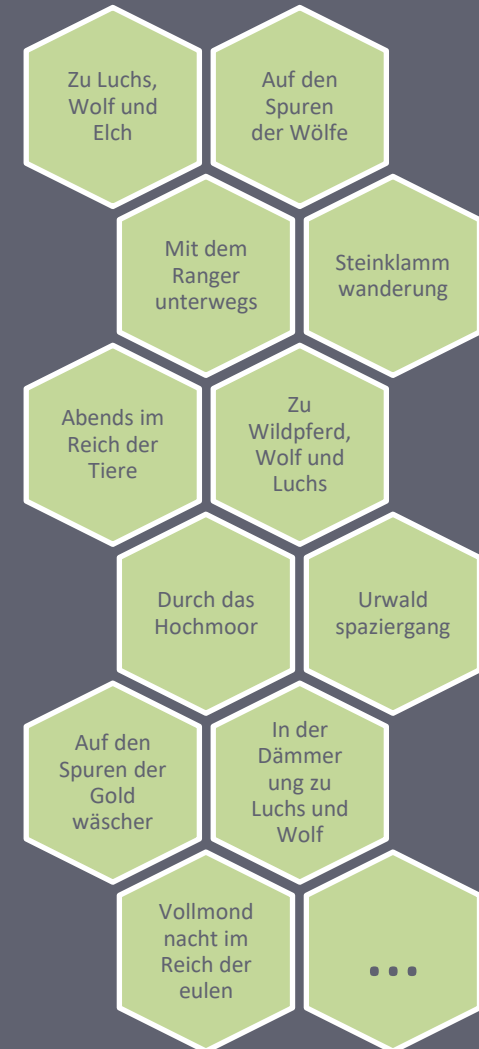 Zu Luchs,
Wolf und
Elch
Auf den
Spuren
der Wölfe
Mit dem
Ranger
unterwegs
Steinklamm
wanderung
Abends im
Reich der
Tiere
Zu
Wildpferd,
Wolf und
Luchs
Durch das
Hochmoor
Urwald
spaziergang
Auf den
Spuren der
Gold
wäscher
In der
Dämmer
ung zu
Luchs und
Wolf
Vollmond
nacht im
Reich der
eulen
...